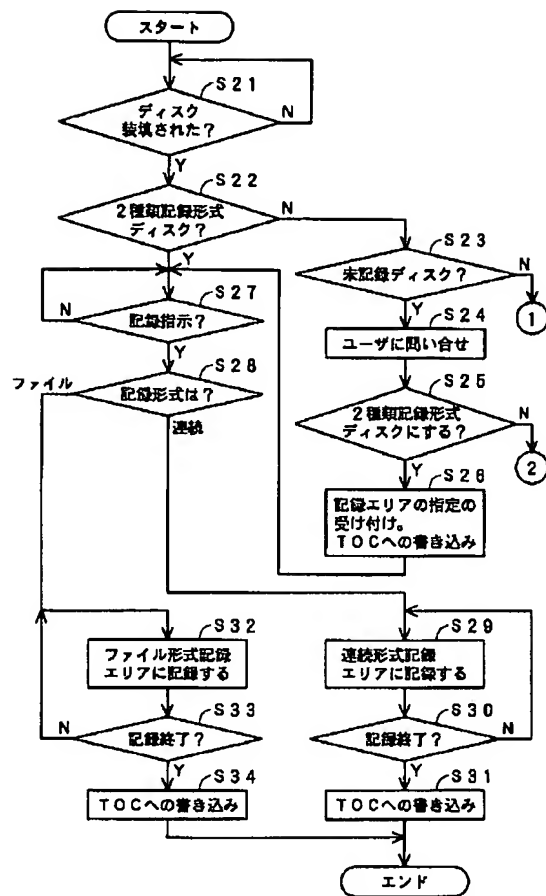 スタート
S21
ディスク
装填された?
N
Y
S22
2種類記録形式
ディスク?
N
Y
S23
未記録ディスク?
N
1
Y
S24
ユーザに問い合せ
S25
2種類記録形式
ディスクにする?
N
2
Y
S26
記録エリアの指定の
受け付け。
TOCへの書き込み
S27
記録指示?
N
Y
S28
記録形式は?
ファイル
連続
S32
ファイル形式記録
エリアに記録する
S33
記録終了?
N
Y
S34
TOCへの書き込み
S29
連続形式記録
エリアに記録する
S30
記録終了?
N
Y
S31
TOCへの書き込み
エンド